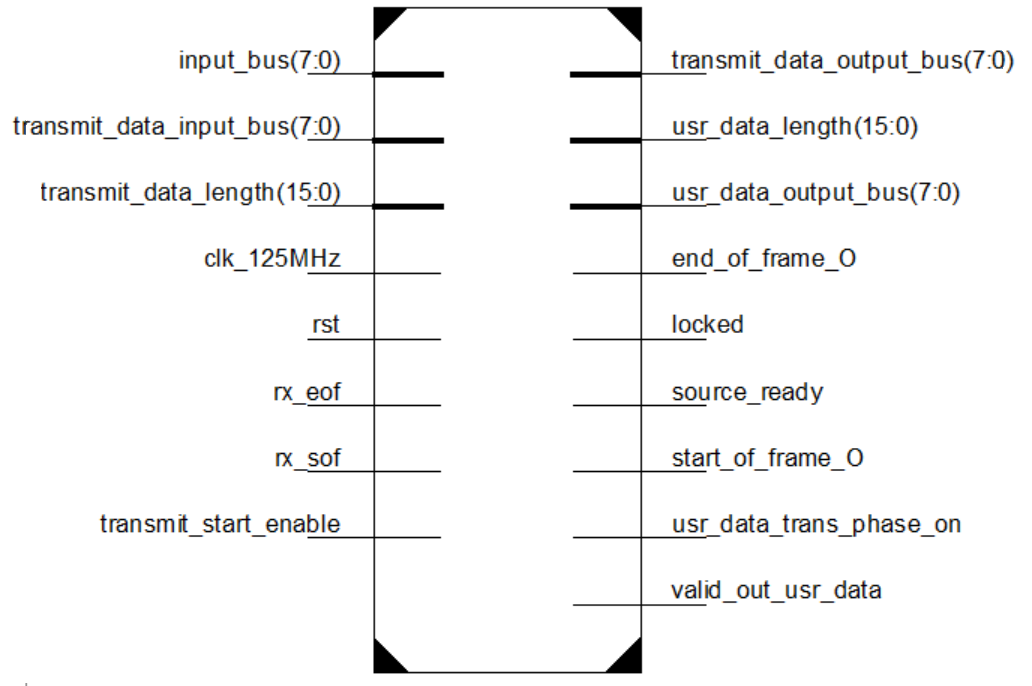 input_bus(7:0)
transmit_data_output_bus(7:0)
transmit_data_input_bus(7:0)
usr_data_length(15:0)
transmit_data_length(15:0)
usr_data_output_bus(7:0)
clk_125MHz
end_of_frame_O
rst
locked
rx_eof
source_ready
rx_sof
start_of_frame_O
transmit_start_enable
usr_data_trans_phase_on
valid_out_usr_data